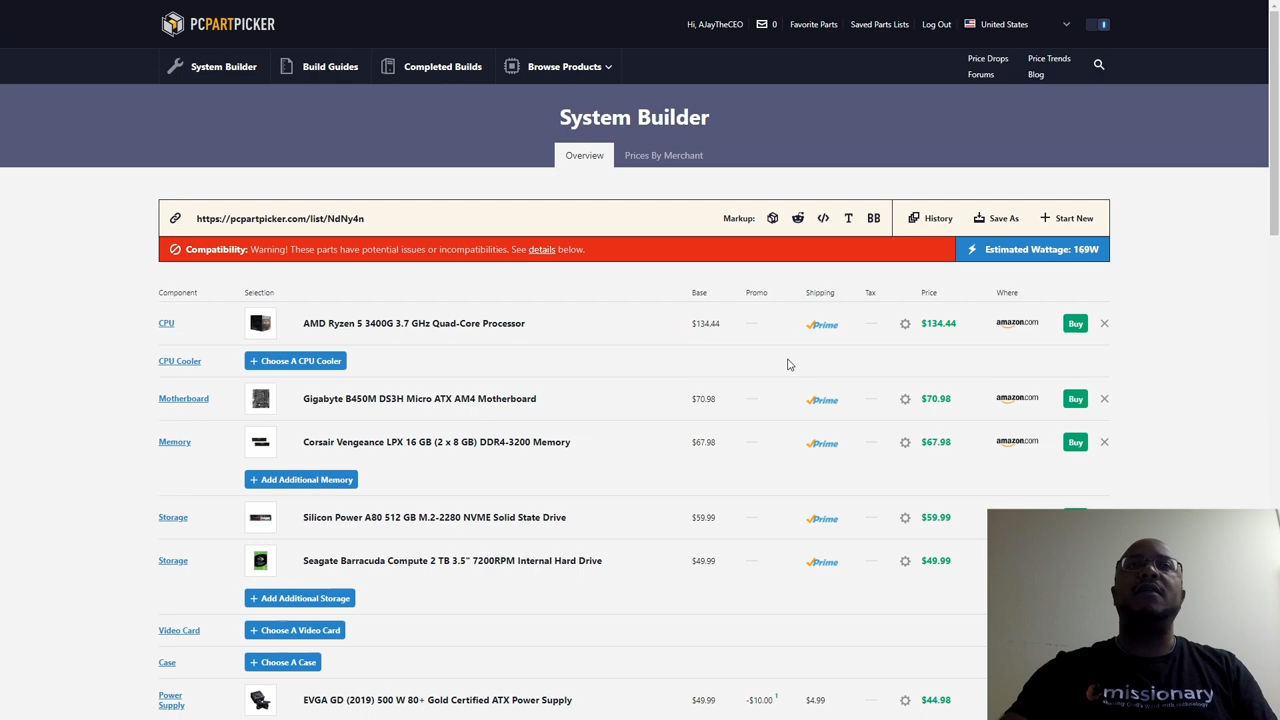 PCPARTPICKER
Hi, AJayTheCEO 0 Favorite Parts Saved Parts Lists Log Out United States
System Builder Build Guides Completed Builds Browse Products
Price Drops Price Trends
Forums Blog
System Builder
Overview Prices By Merchant
https://pcpartpicker.com/list/NdNy4n Markup: T BB History Save As + Start New
Compatibility: Warning! These parts have potential issues or incompatibilities. See details below. Estimated Wattage: 169W
Component Selection Base Promo Shipping Tax Price Where
CPU AMD Ryzen 5 3400G 3.7 GHz Quad-Core Processor $134.44 — Prime — $134.44 amazon.com Buy
CPU Cooler + Choose A CPU Cooler
Motherboard Gigabyte B450M DS3H Micro ATX AM4 Motherboard $70.98 — Prime — $70.98 amazon.com Buy
Memory Corsair Vengeance LPX 16 GB (2 x 8 GB) DDR4-3200 Memory $67.98 — Prime — $67.98 amazon.com Buy
+ Add Additional Memory
Storage Silicon Power A80 512 GB M.2-2280 NVME Solid State Drive $59.99 — Prime — $59.99
Storage Seagate Barracuda Compute 2 TB 3.5" 7200RPM Internal Hard Drive $49.99 — Prime — $49.99
+ Add Additional Storage
Video Card + Choose A Video Card
Case + Choose A Case
Power Supply EVGA GD (2019) 500 W 80+ Gold Certified ATX Power Supply $49.99 -$10.00 1 $4.99 — $44.98
missionary